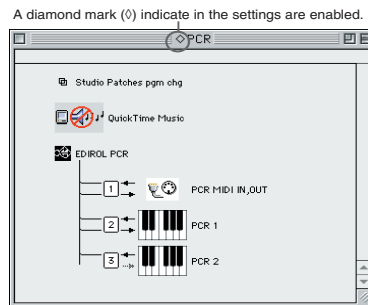 A diamond mark (◊) indicate in the settings are enabled.
◇PCR
Studio Patches pgm chg
QuickTime Music
EDIROL PCR
1
PCR MIDI IN,OUT
2
PCR 1
3
PCR 2